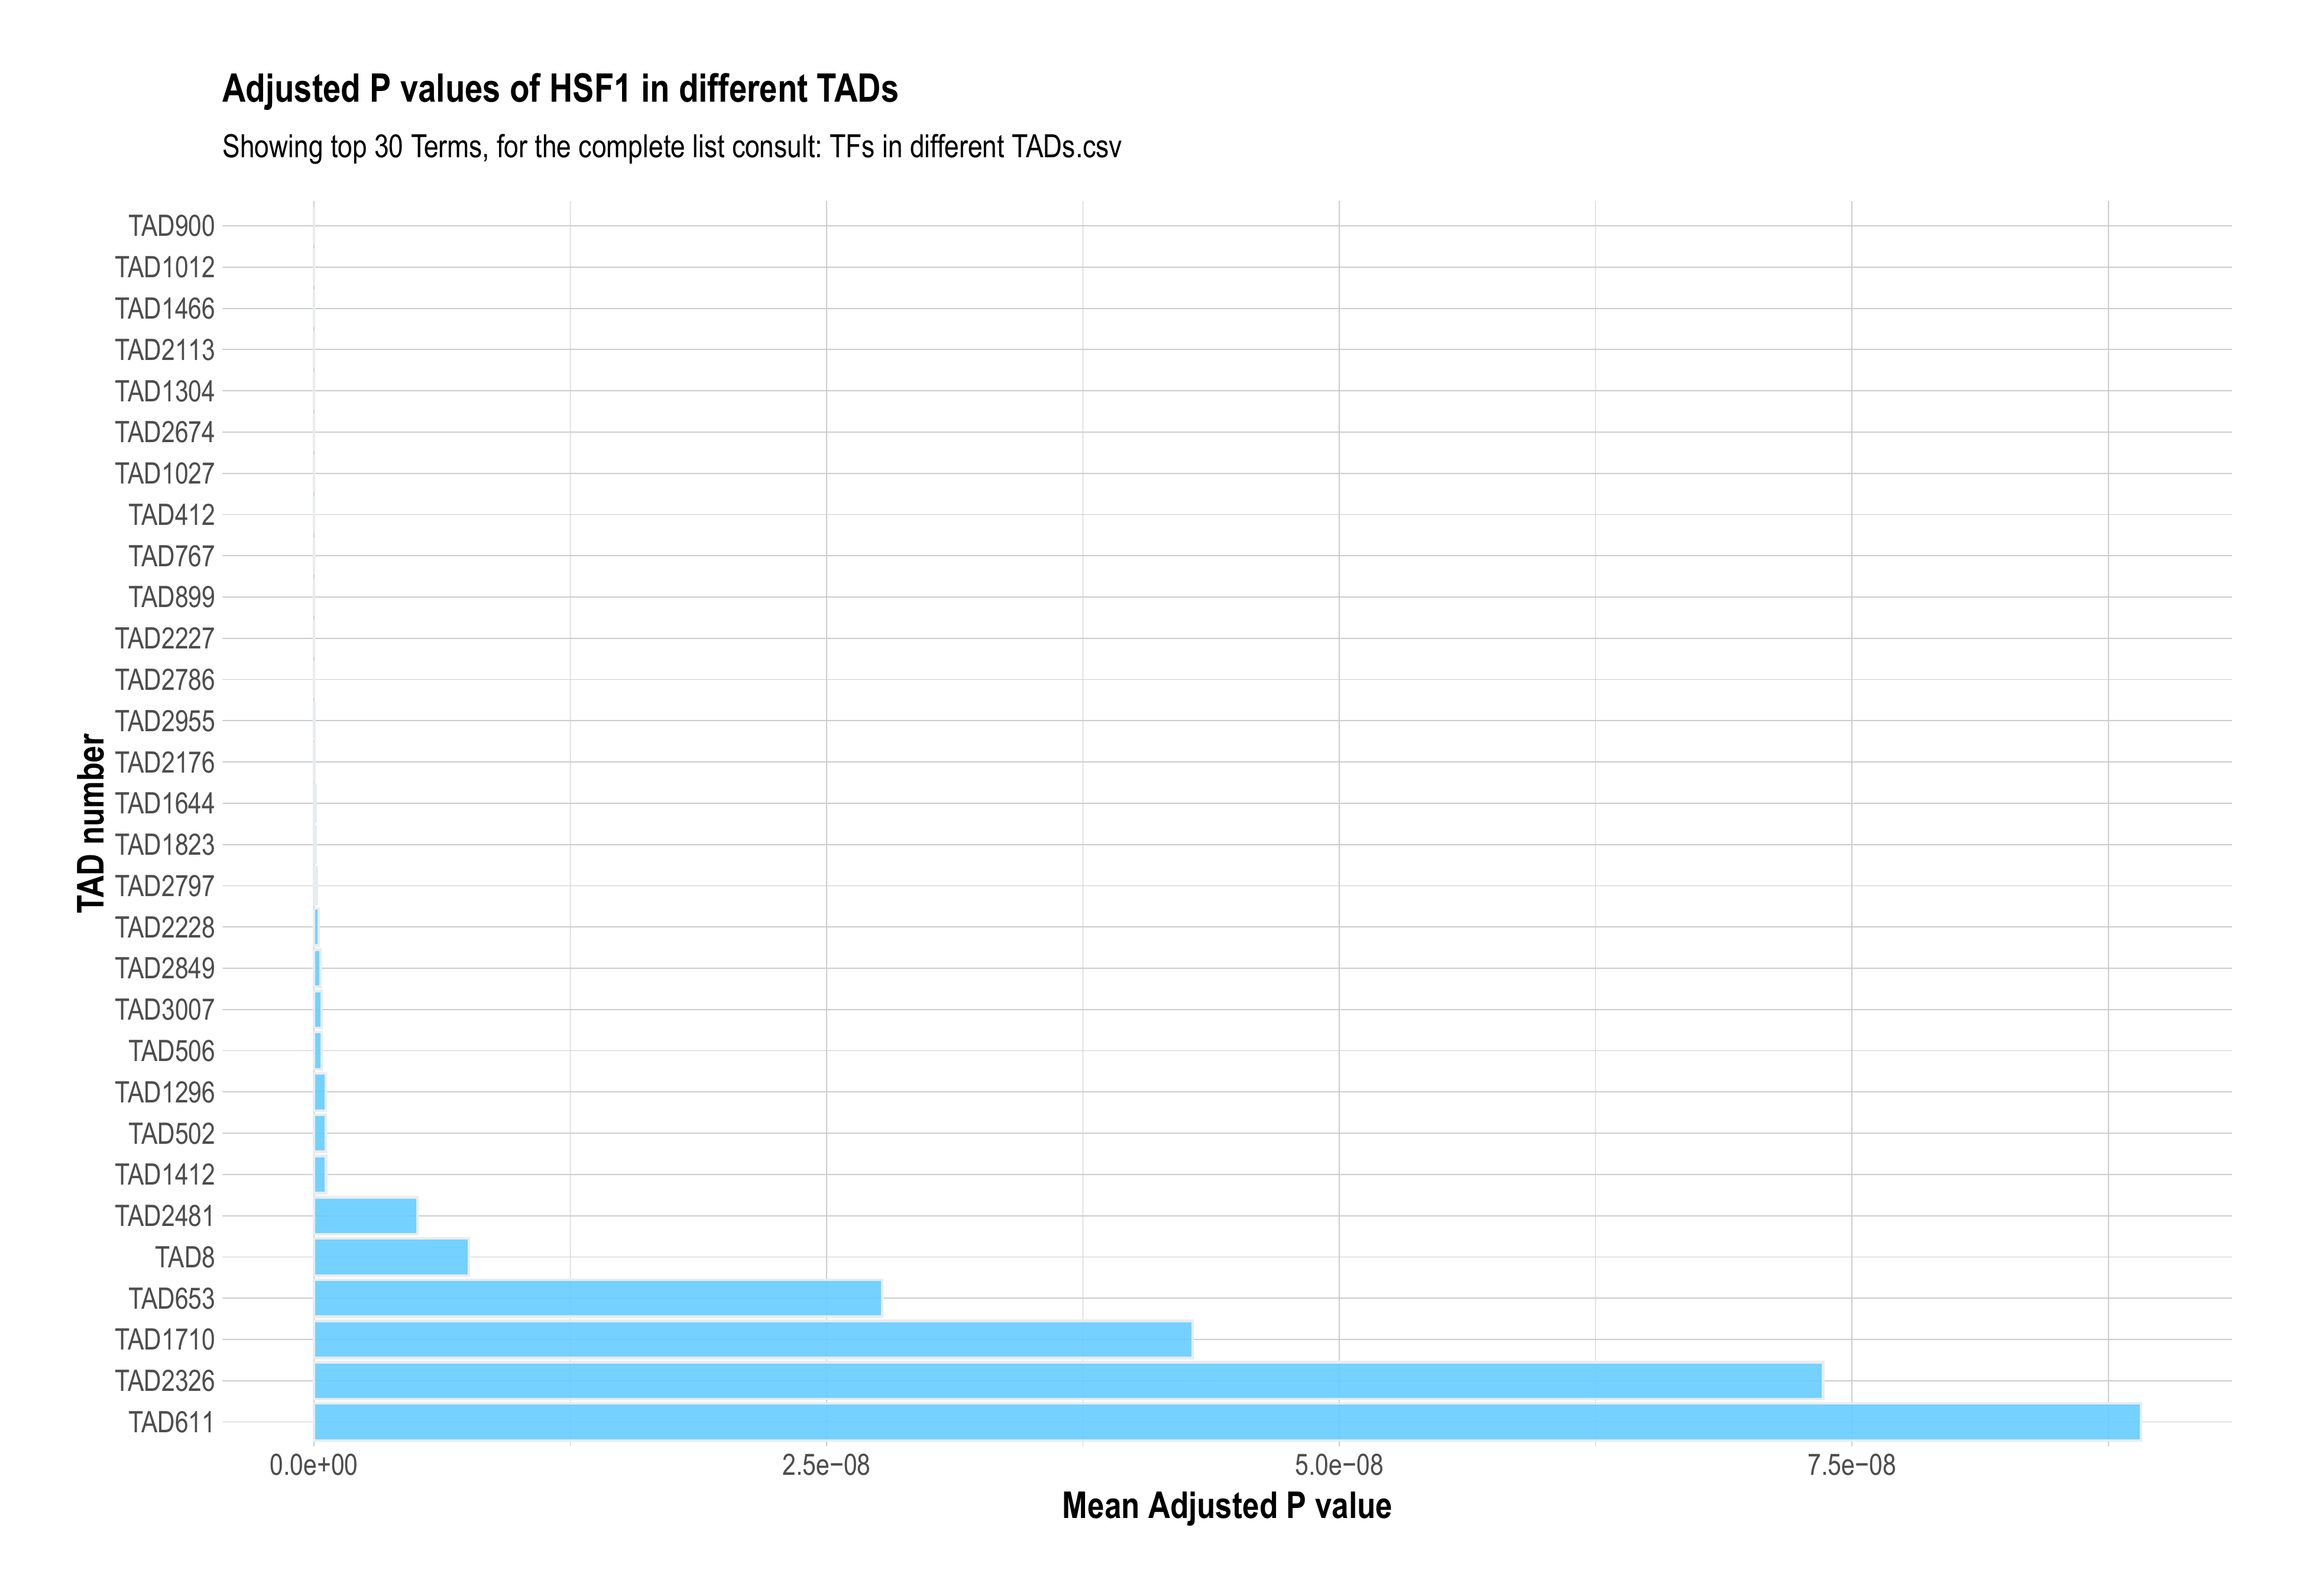 Adjusted P values of HSF1 in different TADs
Showing top 30 Terms, for the complete list consult: TFs in different TADs.csv
TAD number
TAD900
TAD1012
TAD1466
TAD2113
TAD1304
TAD2674
TAD1027
TAD412
TAD767
TAD899
TAD2227
TAD2786
TAD2955
TAD2176
TAD1644
TAD1823
TAD2797
TAD2228
TAD2849
TAD3007
TAD506
TAD1296
TAD502
TAD1412
TAD2481
TAD8
TAD653
TAD1710
TAD2326
TAD611
0.0e+00 2.5e−08 5.0e−08 7.5e−08
Mean Adjusted P value